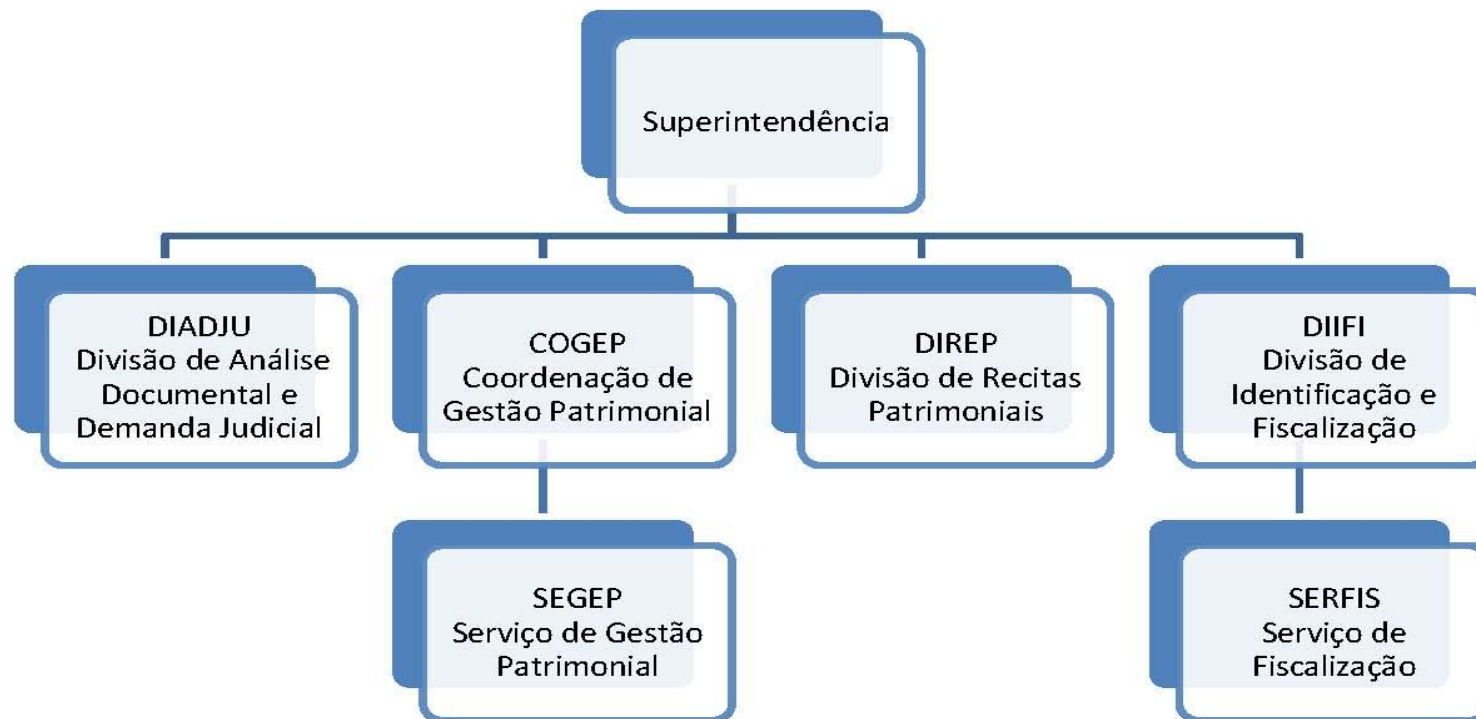 Superintendência
DIADJU
Divisão de Análise
Documental e
Demanda Judicial
COGEP
Coordenação de
Gestão Patrimonial
DIREP
Divisão de Recitas
Patrimoniais
DIIFI
Divisão de
Identificação e
Fiscalização
SEGEP
Serviço de Gestão
Patrimonial
SERFIS
Serviço de
Fiscalização